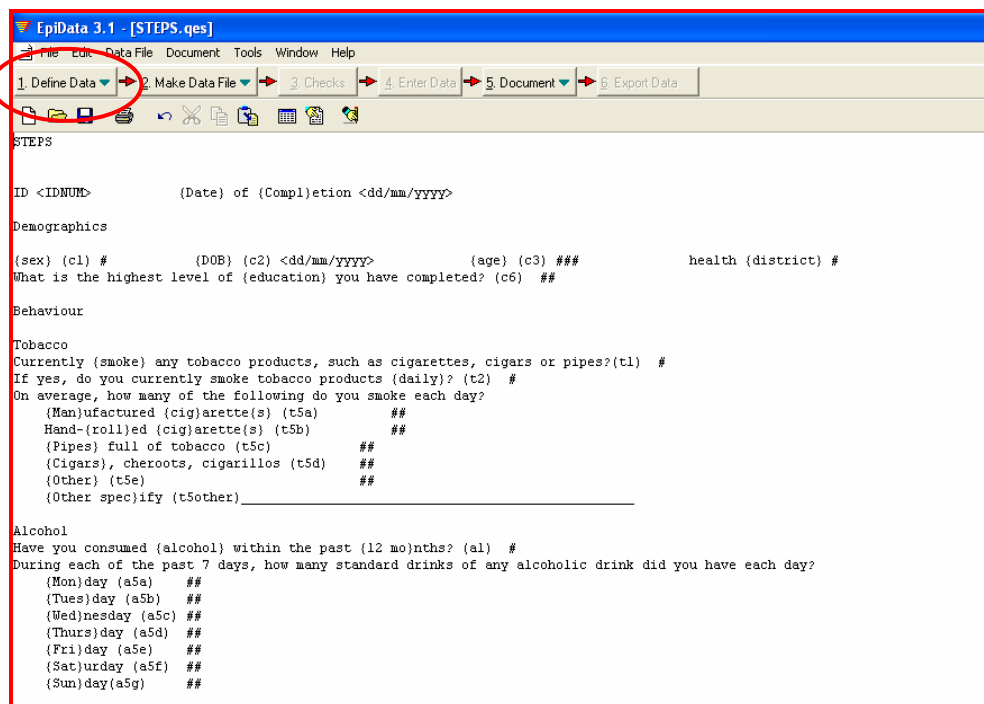 EpiData 3.1 - [STEPS.qes]
File Edit Data File Document Tools Window Help
1. Define Data 2. Make Data File 3. Checks 4. Enter Data 5. Document 6. Export Data
STEPS
ID <IDNUM> {Date} of {Compl}etion <dd/mm/yyyy>
Demographics
{sex} (c1) # {DOB} (c2) <dd/mm/yyyy> {age} (c3) ### health {district} #
What is the highest level of {education} you have completed? (c6) ##
Behaviour
Tobacco
Currently {smoke} any tobacco products, such as cigarettes, cigars or pipes?(t1) #
If yes, do you currently smoke tobacco products {daily}? (t2) #
On average, how many of the following do you smoke each day?
{Man}ufactured {cig}arette{s} (t5a) ##
Hand-{roll}ed {cig}arette{s} (t5b) ##
{Pipes} full of tobacco (t5c) ##
{Cigars}, cheroots, cigarillos (t5d) ##
{Other} (t5e) ##
{Other spec}ify (t5other)_______________________________________________
Alcohol
Have you consumed {alcohol} within the past {12 mo}nths? (a1) #
During each of the past 7 days, how many standard drinks of any alcoholic drink did you have each day?
{Mon}day (a5a) ##
{Tues}day (a5b) ##
{Wed}nesday (a5c) ##
{Thurs}day (a5d) ##
{Fri}day (a5e) ##
{Sat}urday (a5f) ##
{Sun}day(a5g) ##